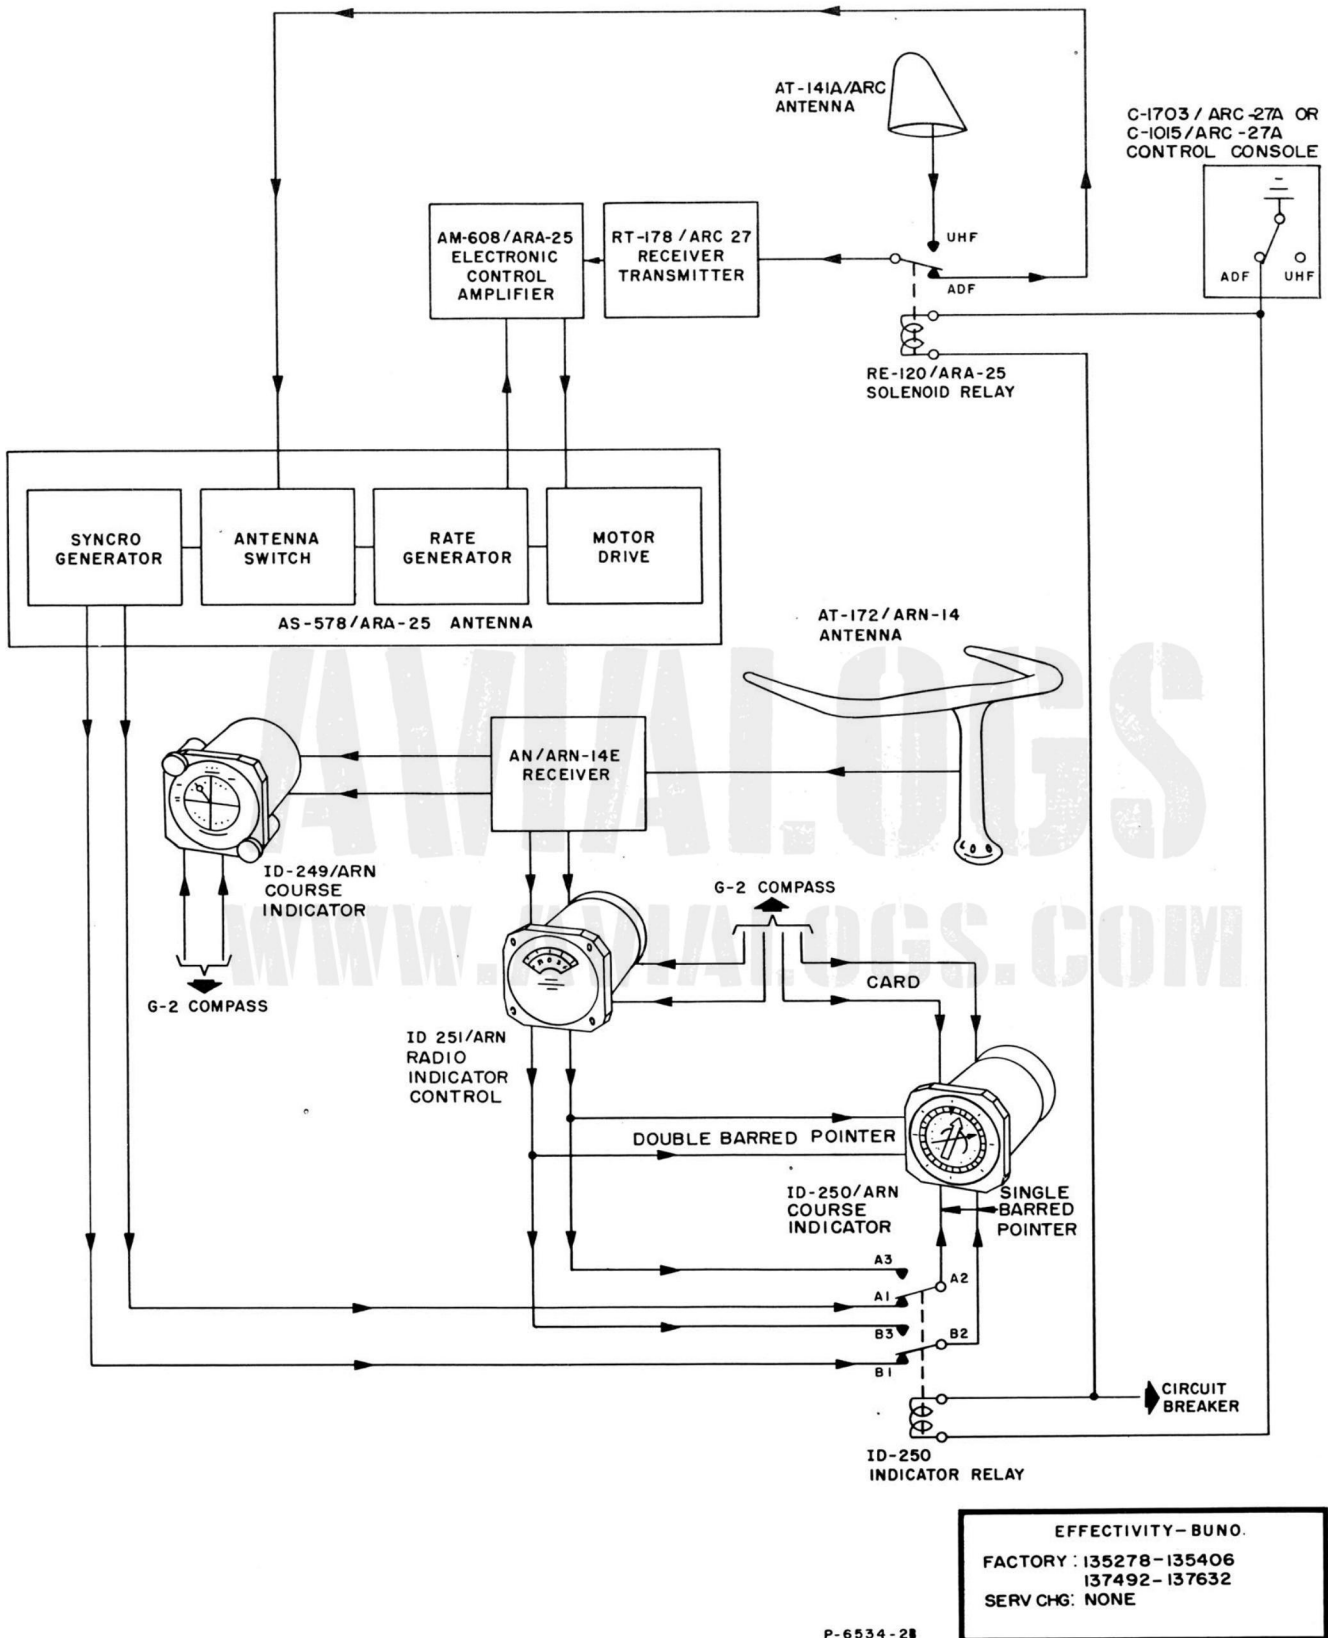 AT-141A/ARC
ANTENNA
C-1703/ARC-27A OR
C-1015/ARC-27A
CONTROL CONSOLE
UHF
ADF
ADF UHF
AM-608/ARA-25
ELECTRONIC
CONTROL
AMPLIFIER
RT-178/ARC 27
RECEIVER
TRANSMITTER
RE-120/ARA-25
SOLENOID RELAY
SYNCRO
GENERATOR
ANTENNA
SWITCH
RATE
GENERATOR
MOTOR
DRIVE
AS-578/ARA-25 ANTENNA
AT-172/ARN-14
ANTENNA
AVIALOGS
WWW.AVIALOGS.COM
AN/ARN-14E
RECEIVER
ID-249/ARN
COURSE
INDICATOR
G-2 COMPASS
G-2 COMPASS
CARD
ID 251/ARN
RADIO
INDICATOR
CONTROL
DOUBLE BARRED POINTER
ID-250/ARN
COURSE
INDICATOR
SINGLE
BARRED
POINTER
A3
A2
A1
B3
B2
B1
CIRCUIT
BREAKER
ID-250
INDICATOR RELAY
EFFECTIVITY-BUNO.
FACTORY: 135278-135406
137492-137632
SERV CHG: NONE